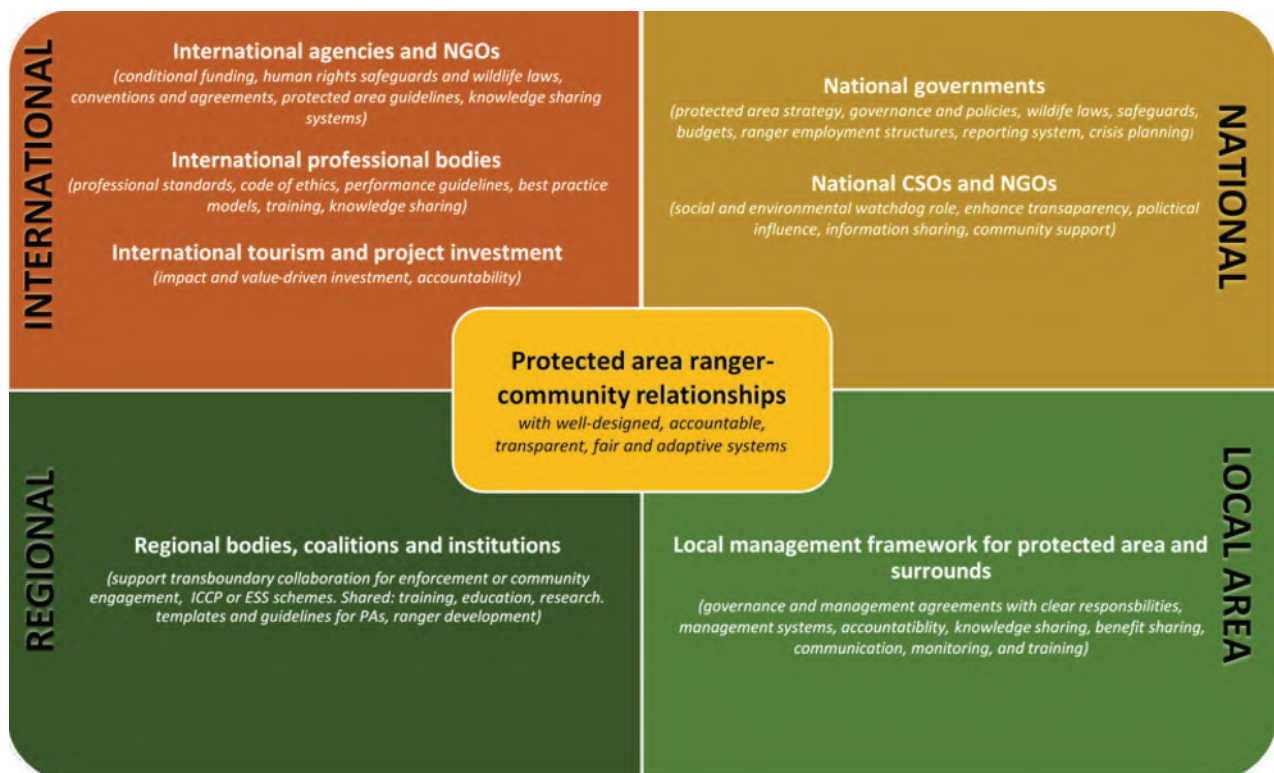 INTERNATIONAL
International agencies and NGOs
(conditional funding, human rights safeguards and wildlife laws,
conventions and agreements, protected area guidelines, knowledge sharing
systems)
International professional bodies
(professional standards, code of ethics, performance guidelines, best practice
models, training, knowledge sharing)
International tourism and project investment
(impact and value-driven investment, accountability)
NATIONAL
National governments
(protected area strategy, governance and policies, wildife laws, safeguards,
budgets, ranger employment structures, reporting system, crisis planning)
National CSOs and NGOs
(social and environmental watchdog role, enhance transaparency, polictical
influence, information sharing, community support)
Protected area ranger-
community relationships
with well-designed, accountable,
transparent, fair and adaptive systems
REGIONAL
Regional bodies, coalitions and institutions
(support transboundary collaboration for enforcement or community
engagement, ICCP or ESS schemes. Shared: training, education, research.
templates and guidelines for PAs, ranger development)
LOCAL AREA
Local management framework for protected area and
surrounds
(governance and management agreements with clear responsbilities,
management systems, accountatiblity, knowledge sharing, benefit sharing,
communication, monitoring, and training)